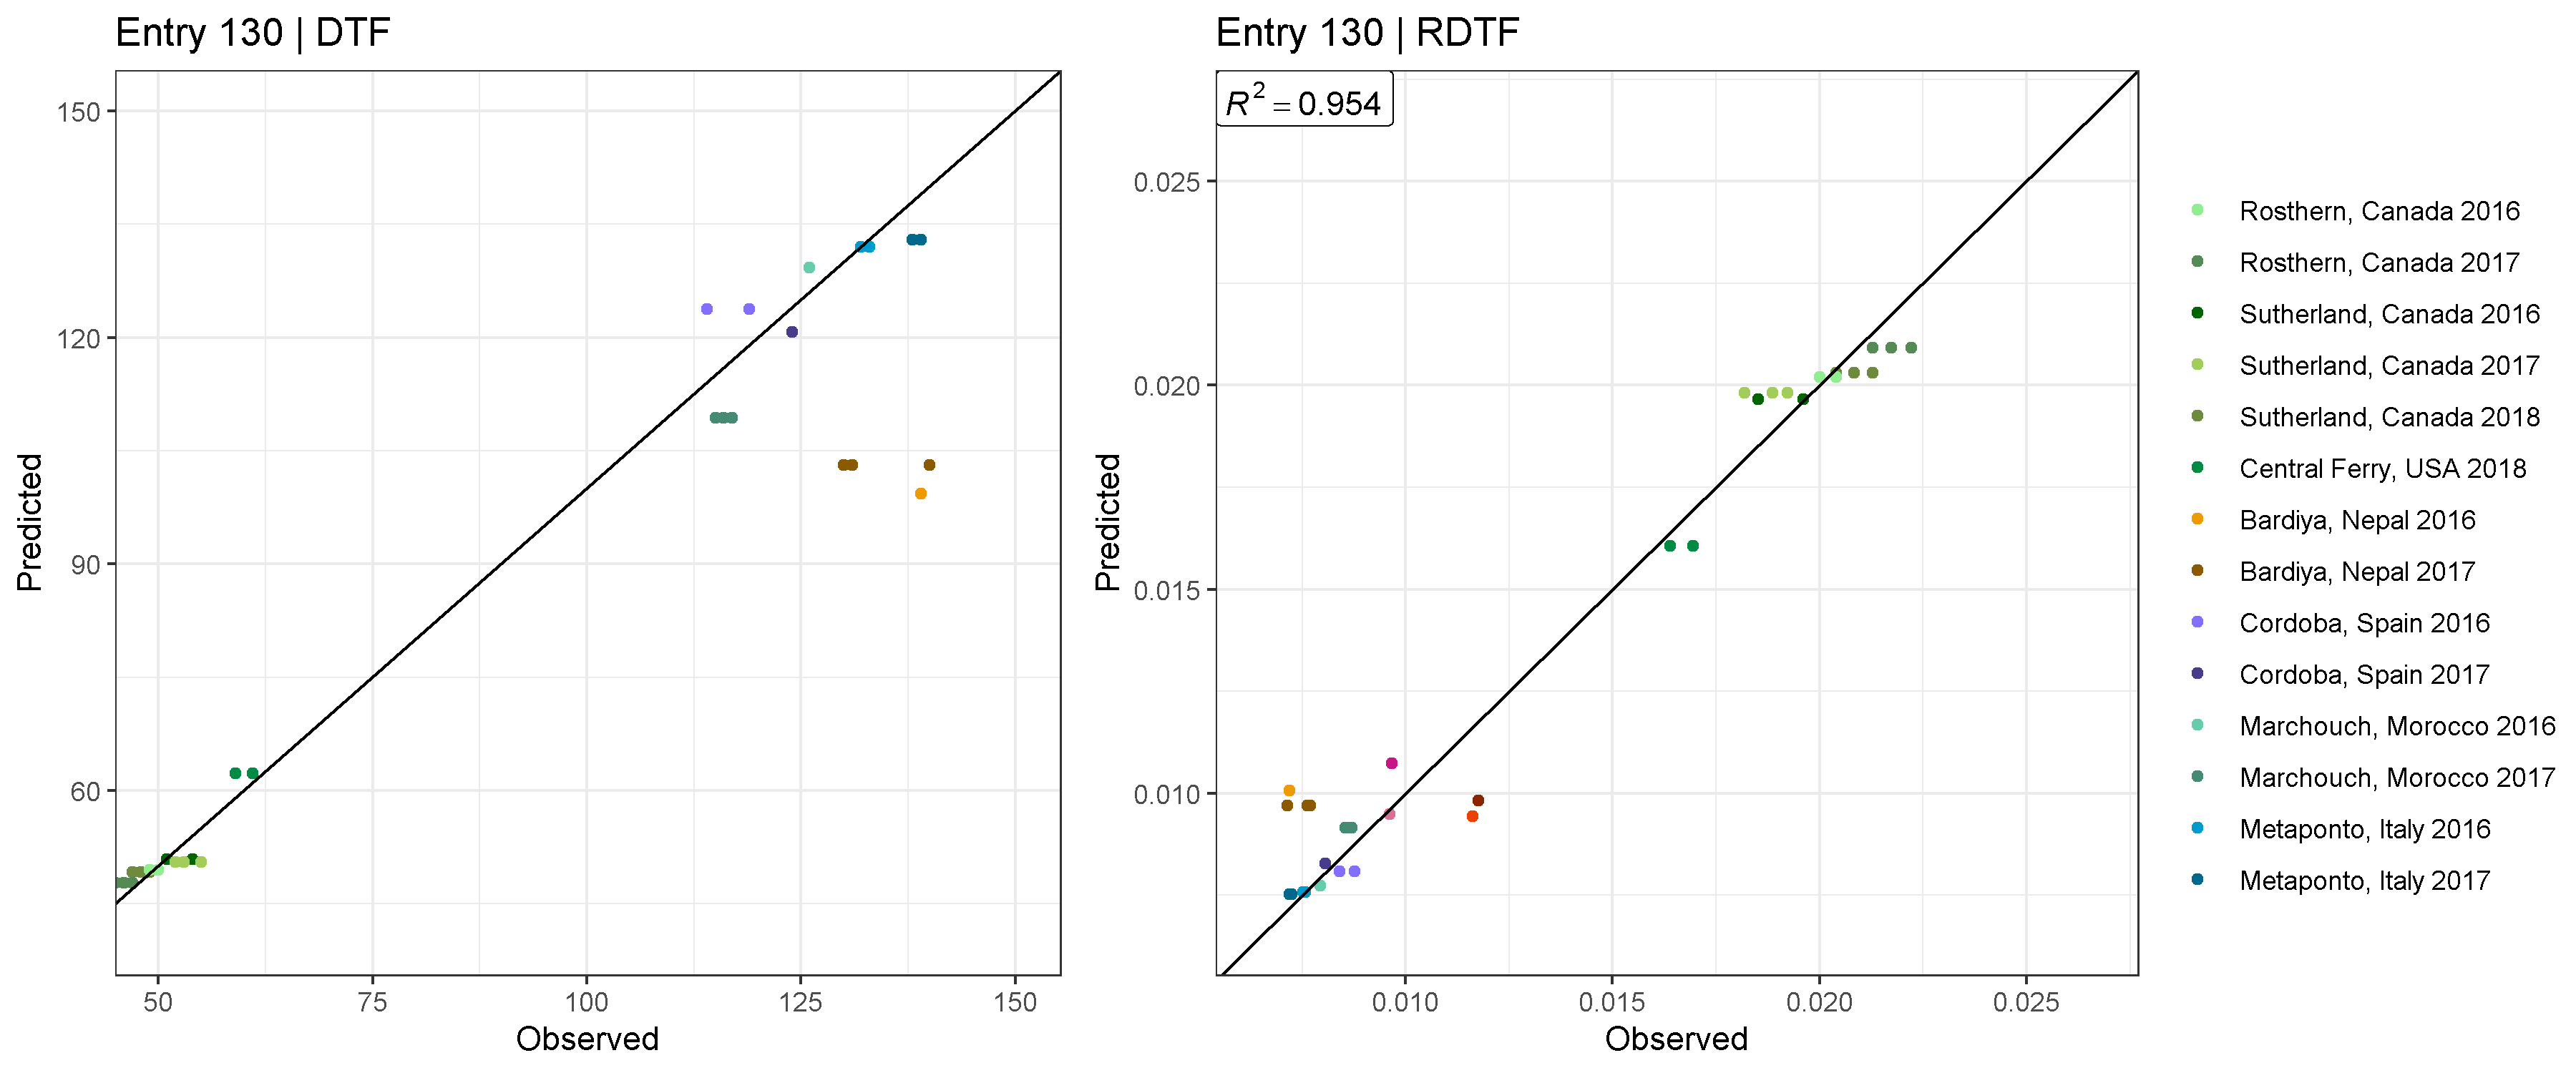 Entry 130 | DTF
150
120
90
60
Predicted
50
75
100
125
150
Observed
Entry 130 | RDTF
R² = 0.954
0.025
0.020
0.015
0.010
Predicted
0.010
0.015
0.020
0.025
Observed
Rosthern, Canada 2016
Rosthern, Canada 2017
Sutherland, Canada 2016
Sutherland, Canada 2017
Sutherland, Canada 2018
Central Ferry, USA 2018
Bardiya, Nepal 2016
Bardiya, Nepal 2017
Cordoba, Spain 2016
Cordoba, Spain 2017
Marchouch, Morocco 2016
Marchouch, Morocco 2017
Metaponto, Italy 2016
Metaponto, Italy 2017